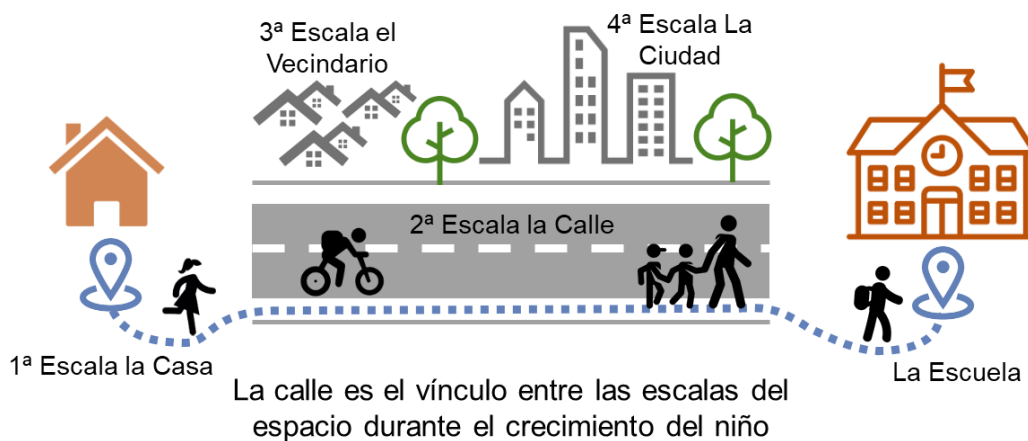 3ª Escala el
Vecindario
4ª Escala La
Ciudad
2ª Escala la Calle
1ª Escala la Casa
La Escuela
La calle es el vínculo entre las escalas del
espacio durante el crecimiento del niño